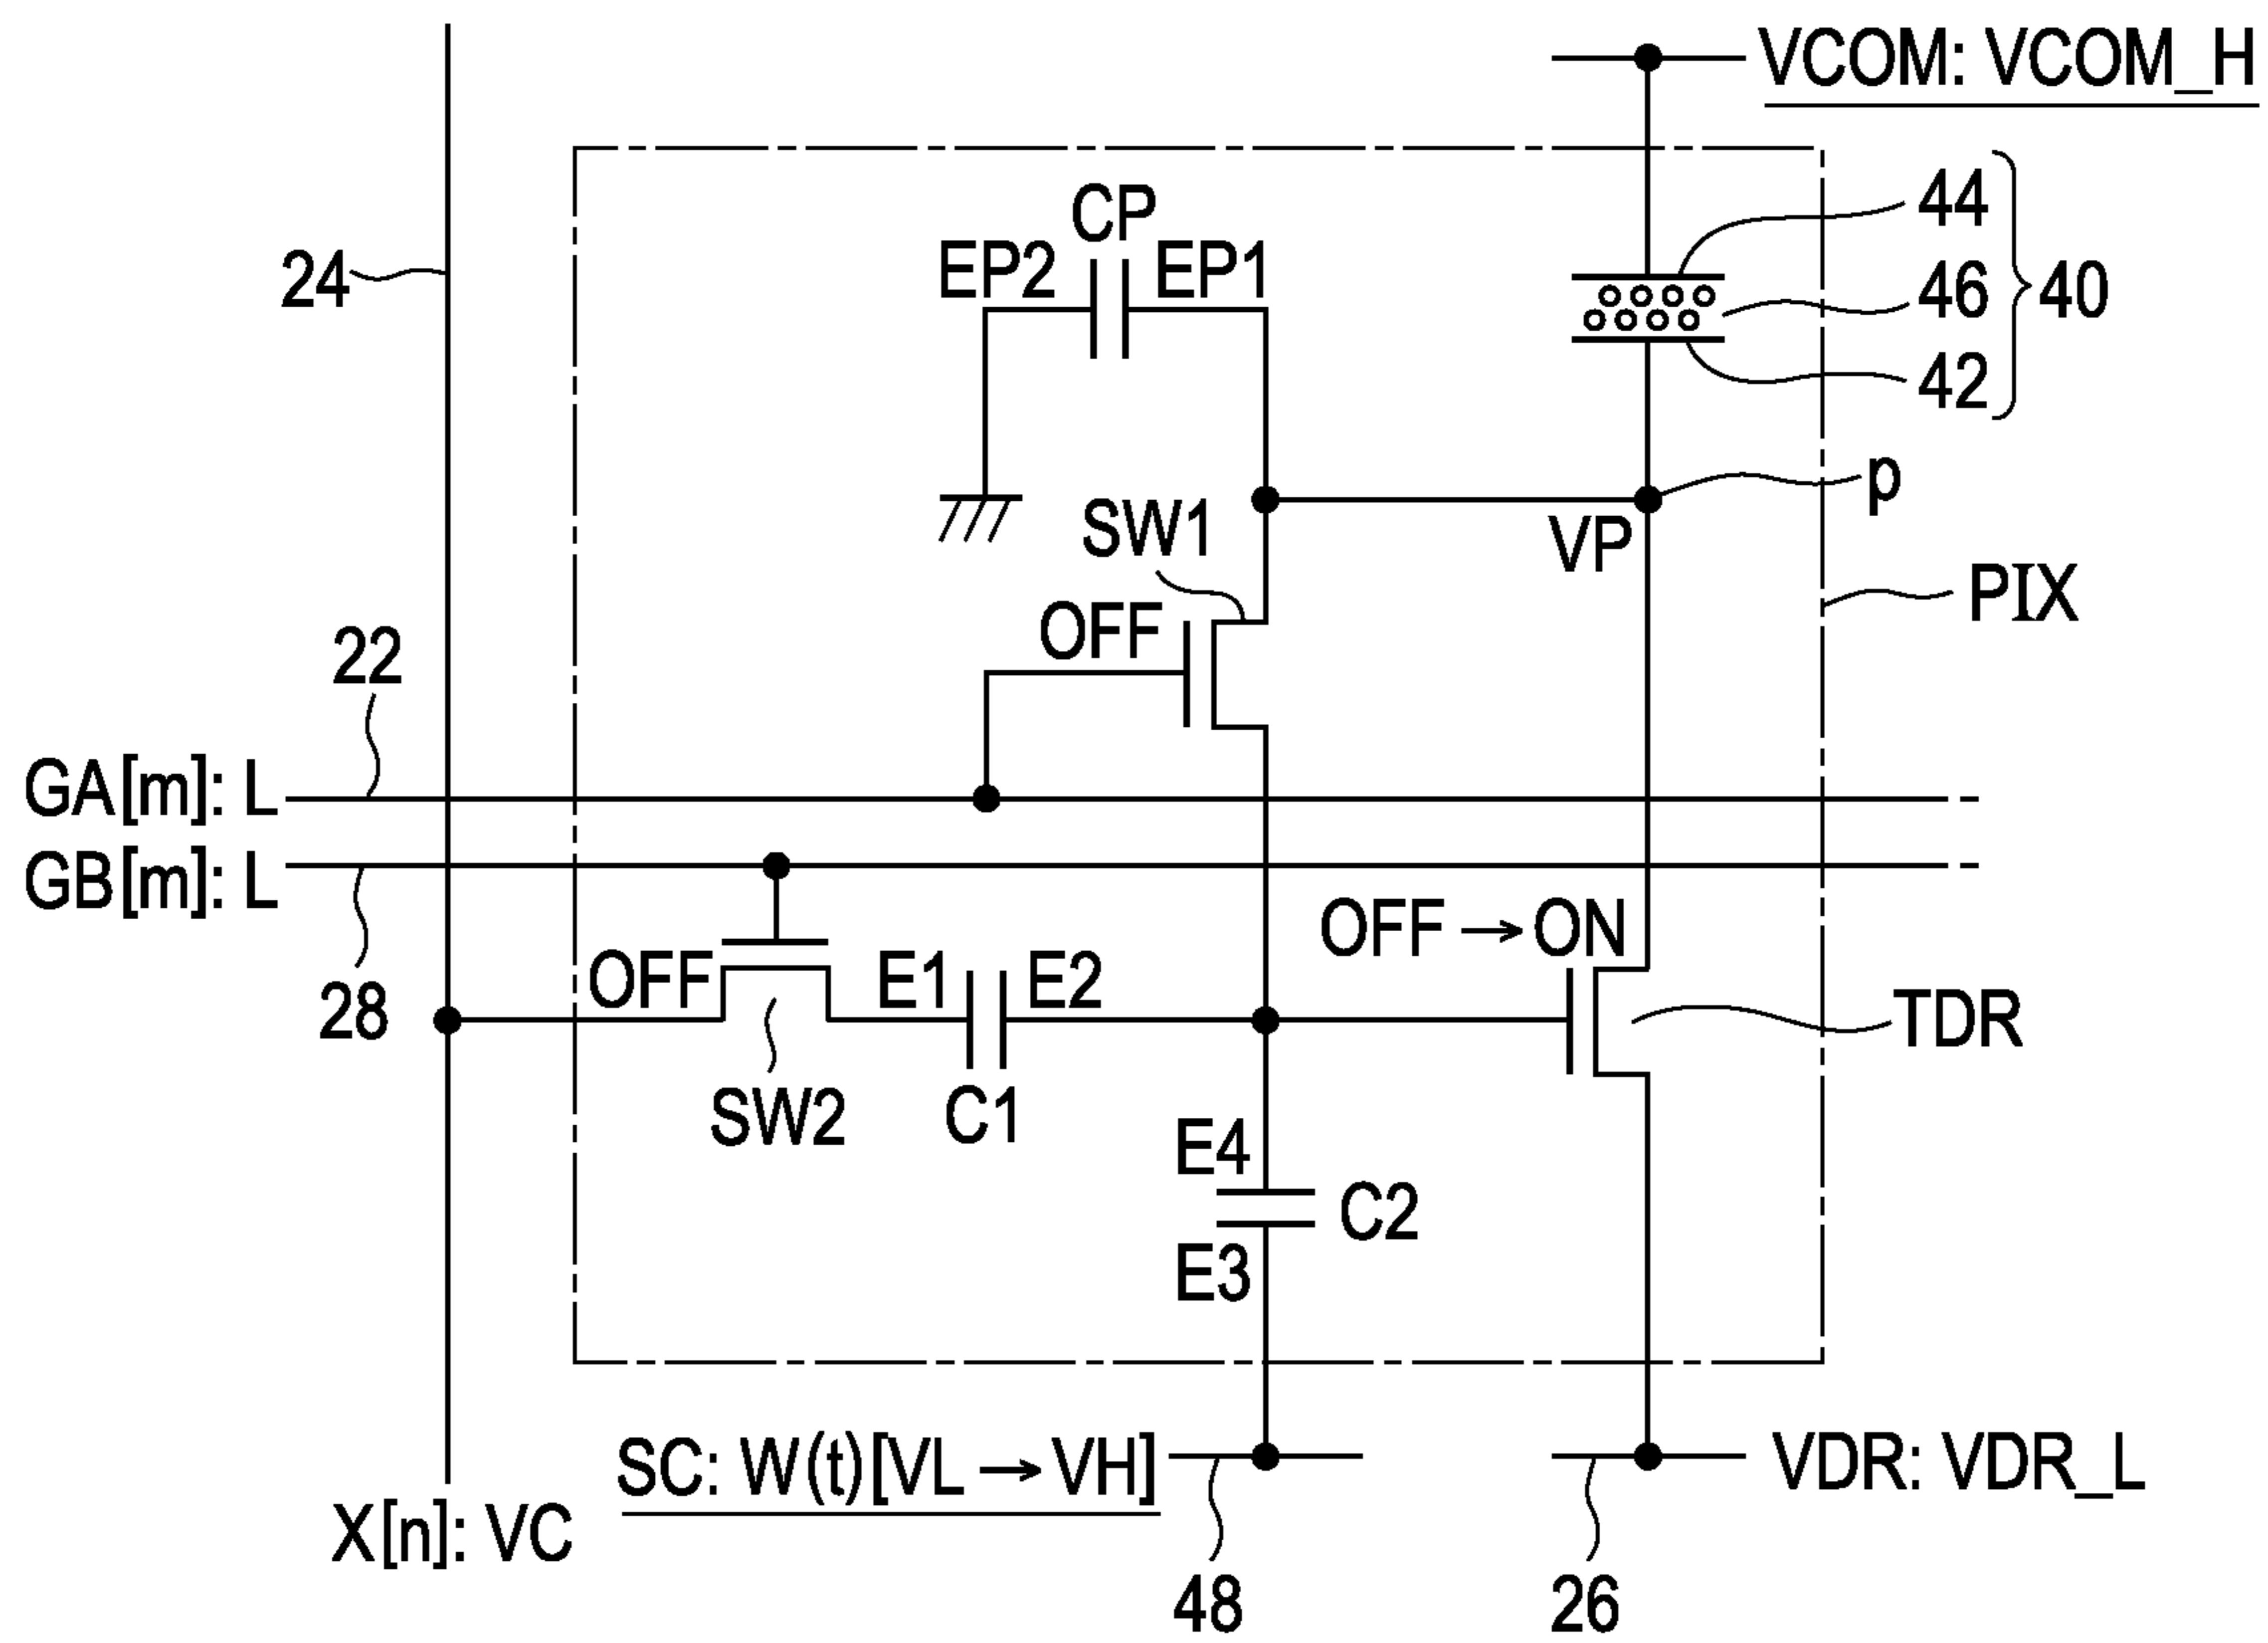 VCOM: VCOM_H
44
CP
EP2
EP1
24
46
40
42
p
SW1
VP
OFF
PIX
22
GA[m]: L
GB[m]: L
OFF → ON
OFF
E1
E2
28
TDR
SW2
C1
E4
C2
E3
SC: W(t)[VL → VH]
VDR: VDR_L
X[n]: VC
48
26